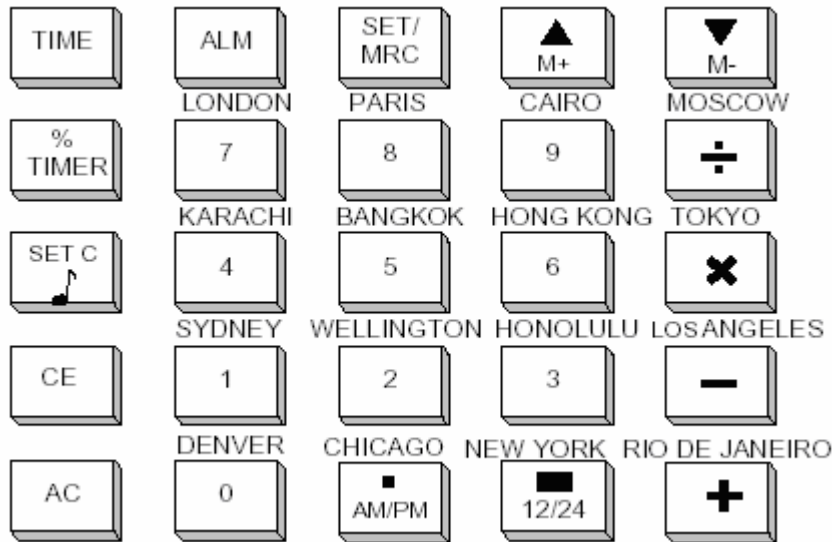 TIME ALM SET/ MRC ▲ M+ ▼ M-
LONDON PARIS CAIRO MOSCOW
% TIMER 7 8 9 ÷
KARACHI BANGKOK HONG KONG TOKYO
SET C ♪ 4 5 6 ×
SYDNEY WELLINGTON HONOLULU LOS ANGELES
CE 1 2 3 −
DENVER CHICAGO NEW YORK RIO DE JANEIRO
AC 0 . AM/PM 12/24 +